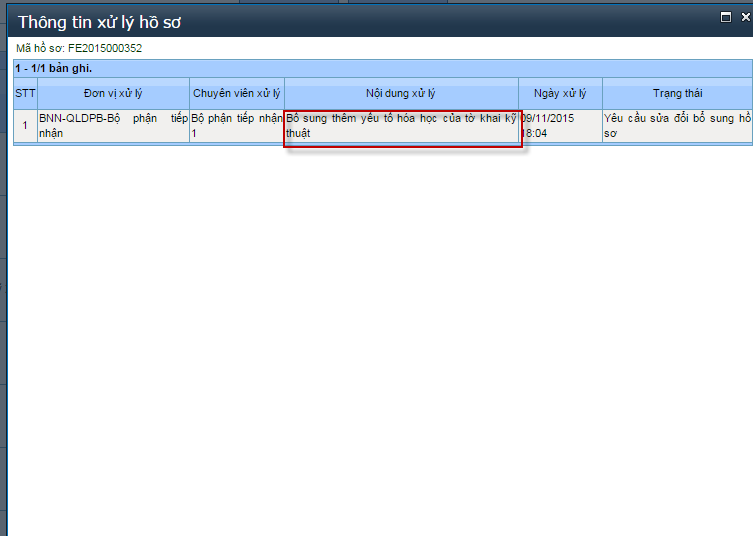 Thông tin xử lý hồ sơ
Mã hồ sơ: FE2015000352
1 - 1/1 bản ghi.
STT Đơn vị xử lý Chuyên viên xử lý Nội dung xử lý Ngày xử lý Trạng thái
1 BNN-QLDPB-Bộ phận tiếp nhận Bộ phận tiếp nhận 1 Bổ sung thêm yếu tố hóa học của tờ khai kỹ thuật 09/11/2015 18:04 Yêu cầu sửa đổi bổ sung hồ sơ